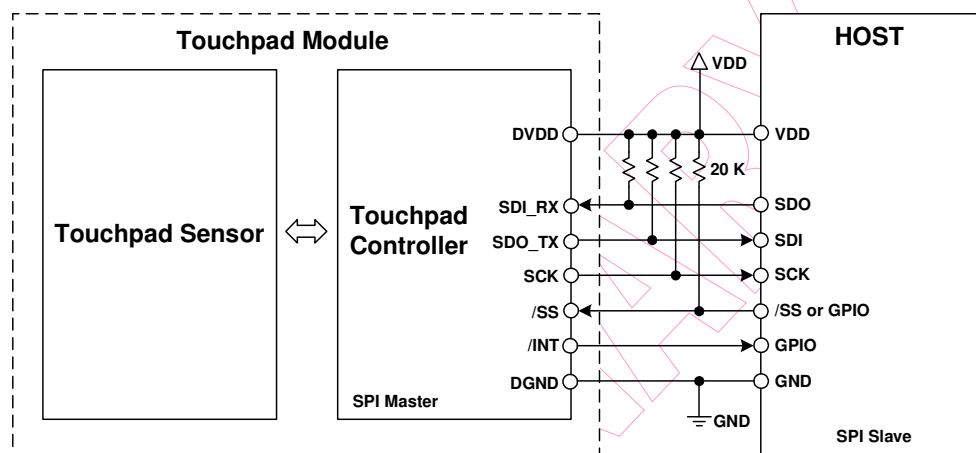 Touchpad Module
HOST
VDD
DVDD
VDD
20 K
SDI_RX
SDO
Touchpad Sensor
Touchpad
Controller
SDO_TX
SDI
SCK
SCK
/SS
/SS or GPIO
/INT
GPIO
DGND
GND
SPI Master
GND
SPI Slave